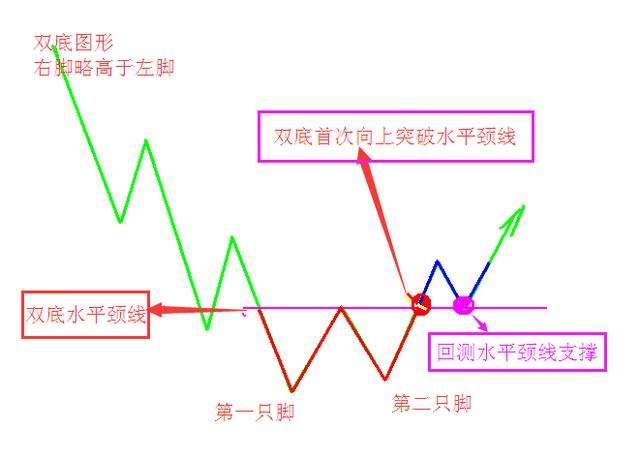 双底图形
右脚略高于左脚
双底首次向上突破水平颈线
双底水平颈线
回测水平颈线支撑
第一只脚
第二只脚